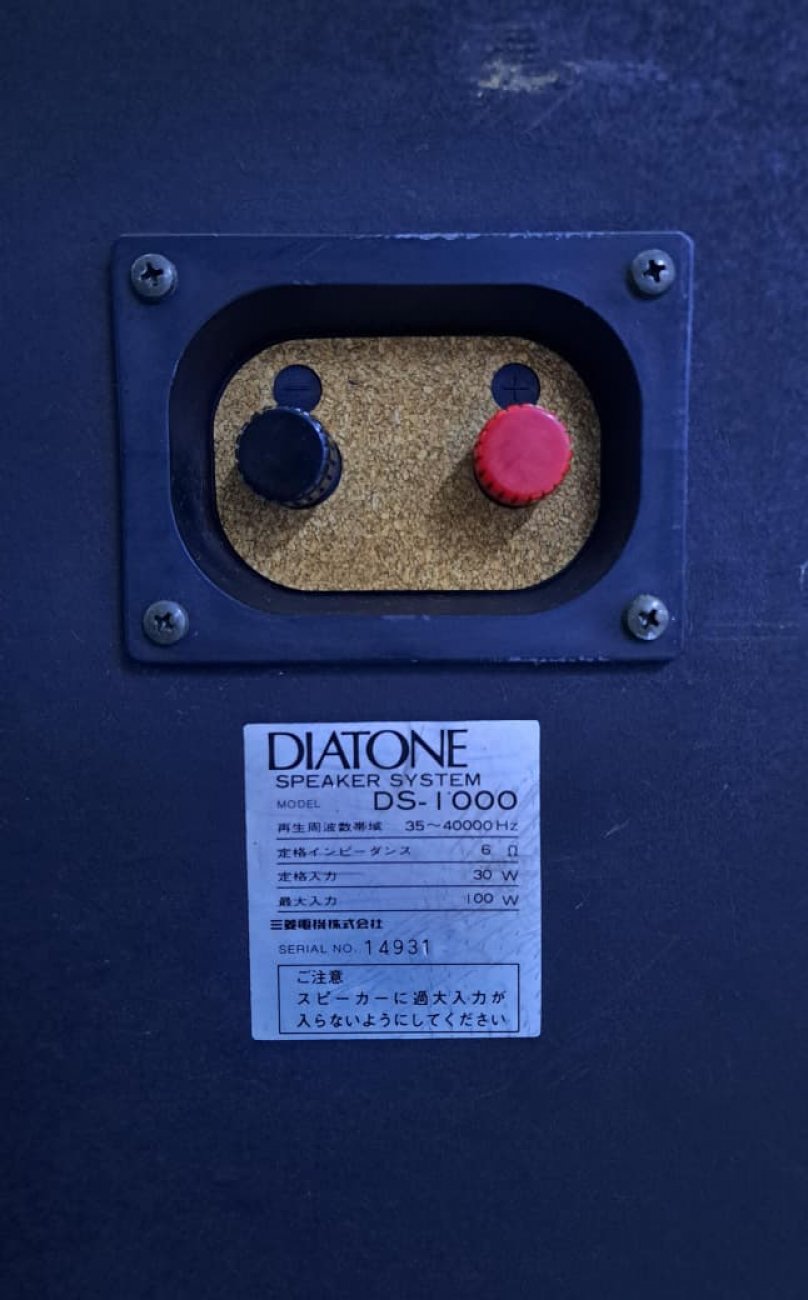 −
+
DIATONE
SPEAKER SYSTEM
MODEL DS-1000
再生周波数帯域 35〜40000Hz
定格インピーダンス 6 Ω
定格入力 30 W
最大入力 100 W
三菱電機株式会社
SERIAL NO. 14931
ご注意
スピーカーに過大入力が
入らないようにしてください